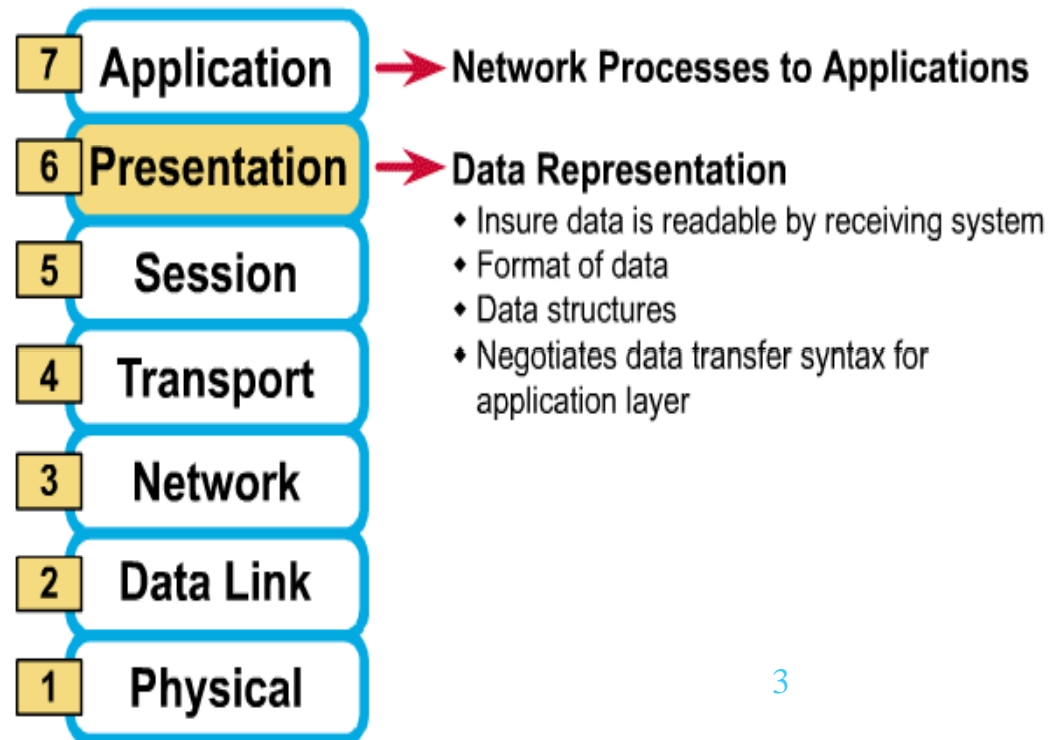 7 Application → Network Processes to Applications
6 Presentation → Data Representation
◆ Insure data is readable by receiving system
◆ Format of data
5 Session
◆ Data structures
◆ Negotiates data transfer syntax for
application layer
4 Transport
3 Network
2 Data Link
1 Physical
3